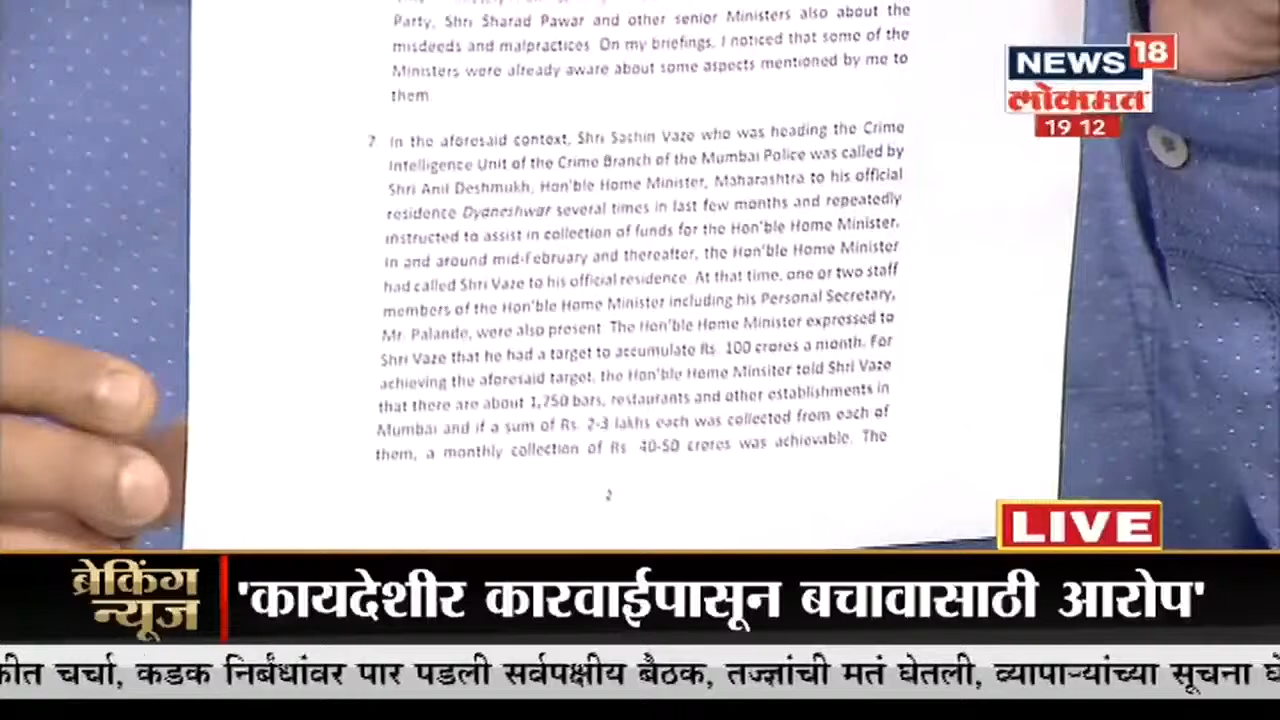 Party, Shri Sharad Pawar and other senior Ministers also about the
misdeeds and malpractices. On my briefings, I noticed that some of the
Ministers were already aware about some aspects mentioned by me to
them.
7. In the aforesaid context, Shri Sachin Vaze who was heading the Crime
Intelligence Unit of the Crime Branch of the Mumbai Police was called by
Shri Anil Deshmukh, Hon'ble Home Minister, Maharashtra to his official
residence Dyaneshwar several times in last few months and repeatedly
instructed to assist in collection of funds for the Hon'ble Home Minister.
In and around mid-February and thereafter, the Hon'ble Home Minister
had called Shri Vaze to his official residence. At that time, one or two staff
members of the Hon'ble Home Minister including his Personal Secretary,
Mr. Palande, were also present. The Hon'ble Home Minister expressed to
Shri Vaze that he had a target to accumulate Rs. 100 crores a month. For
achieving the aforesaid target, the Hon'ble Home Minsiter told Shri Vaze
that there are about 1,750 bars, restaurants and other establishments in
Mumbai and if a sum of Rs. 2-3 lakhs each was collected from each of
them, a monthly collection of Rs. 40-50 crores was achievable. The
2
NEWS 18
लोकमत
19 12
LIVE
ब्रेकिंग
न्यूज
'कायदेशीर कारवाईपासून बचावासाठी आरोप'
चर्चा, कडक निर्बंधांवर पार पडली सर्वपक्षीय बैठक, तज्ज्ञांची मतं घेतली, व्यापाऱ्यांच्या सूचना